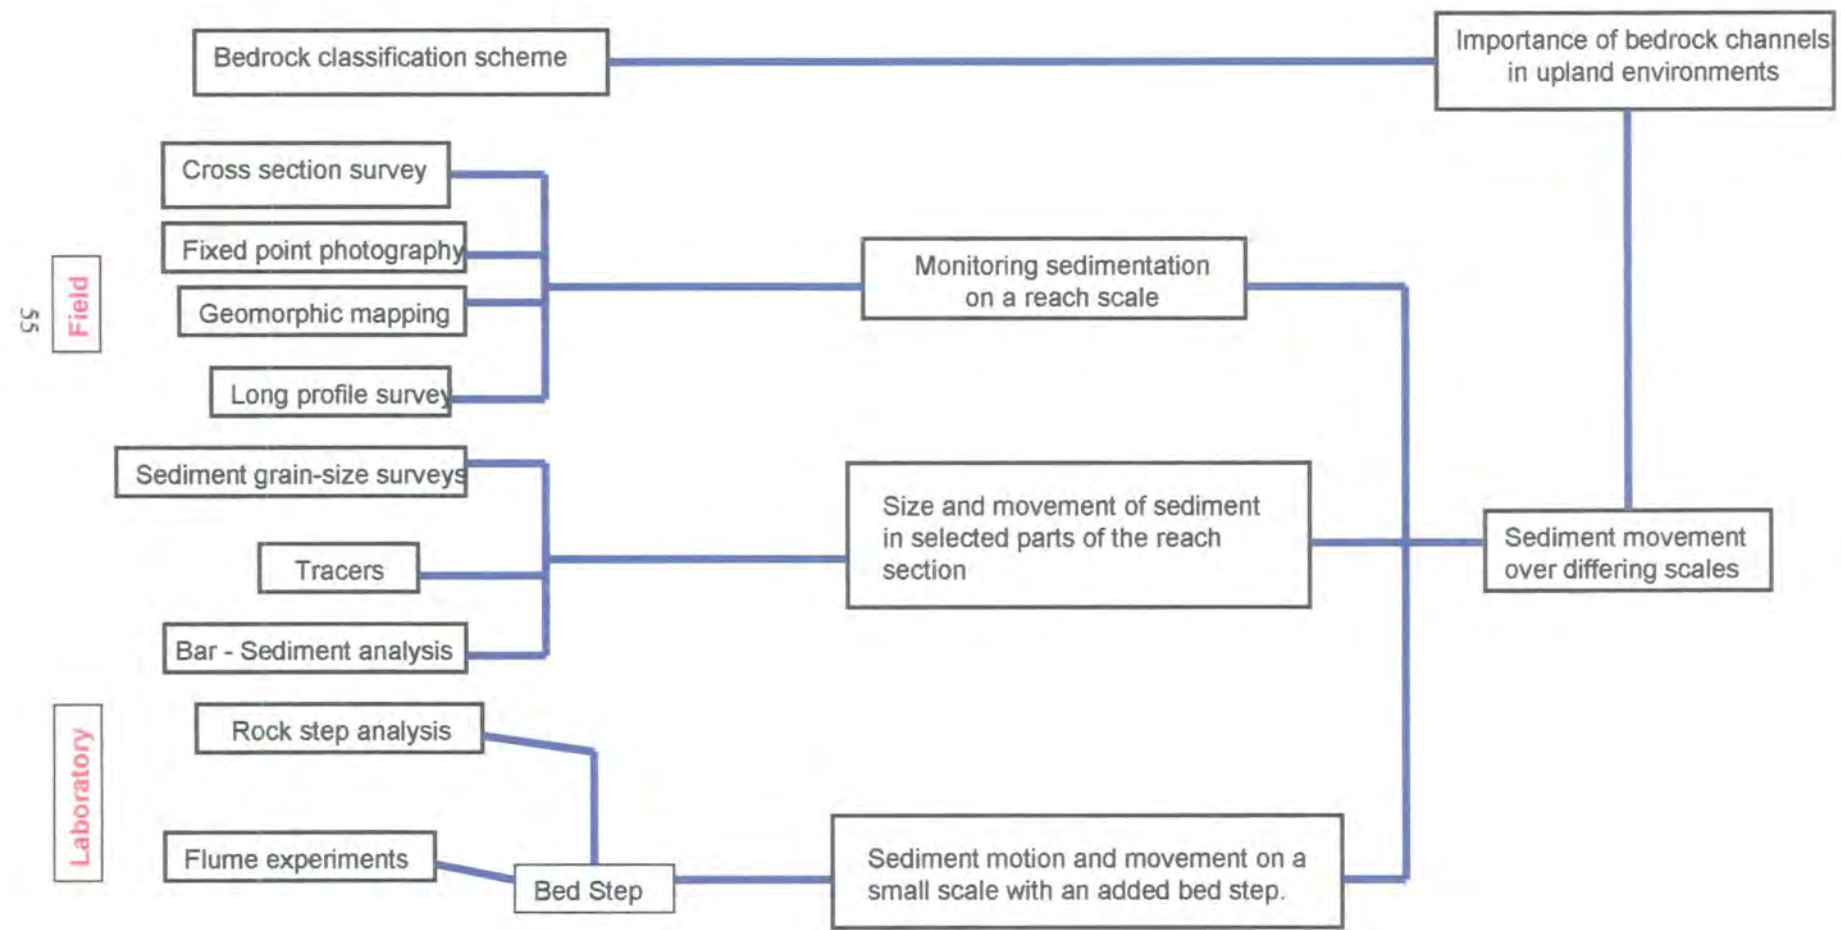 Bedrock classification scheme
Importance of bedrock channels
in upland environments
Cross section survey
Fixed point photography
Geomorphic mapping
Long profile survey
Monitoring sedimentation
on a reach scale
Field
55
Sediment grain-size surveys
Tracers
Bar - Sediment analysis
Size and movement of sediment
in selected parts of the reach
section
Sediment movement
over differing scales
Rock step analysis
Flume experiments
Bed Step
Sediment motion and movement on a
small scale with an added bed step.
Laboratory